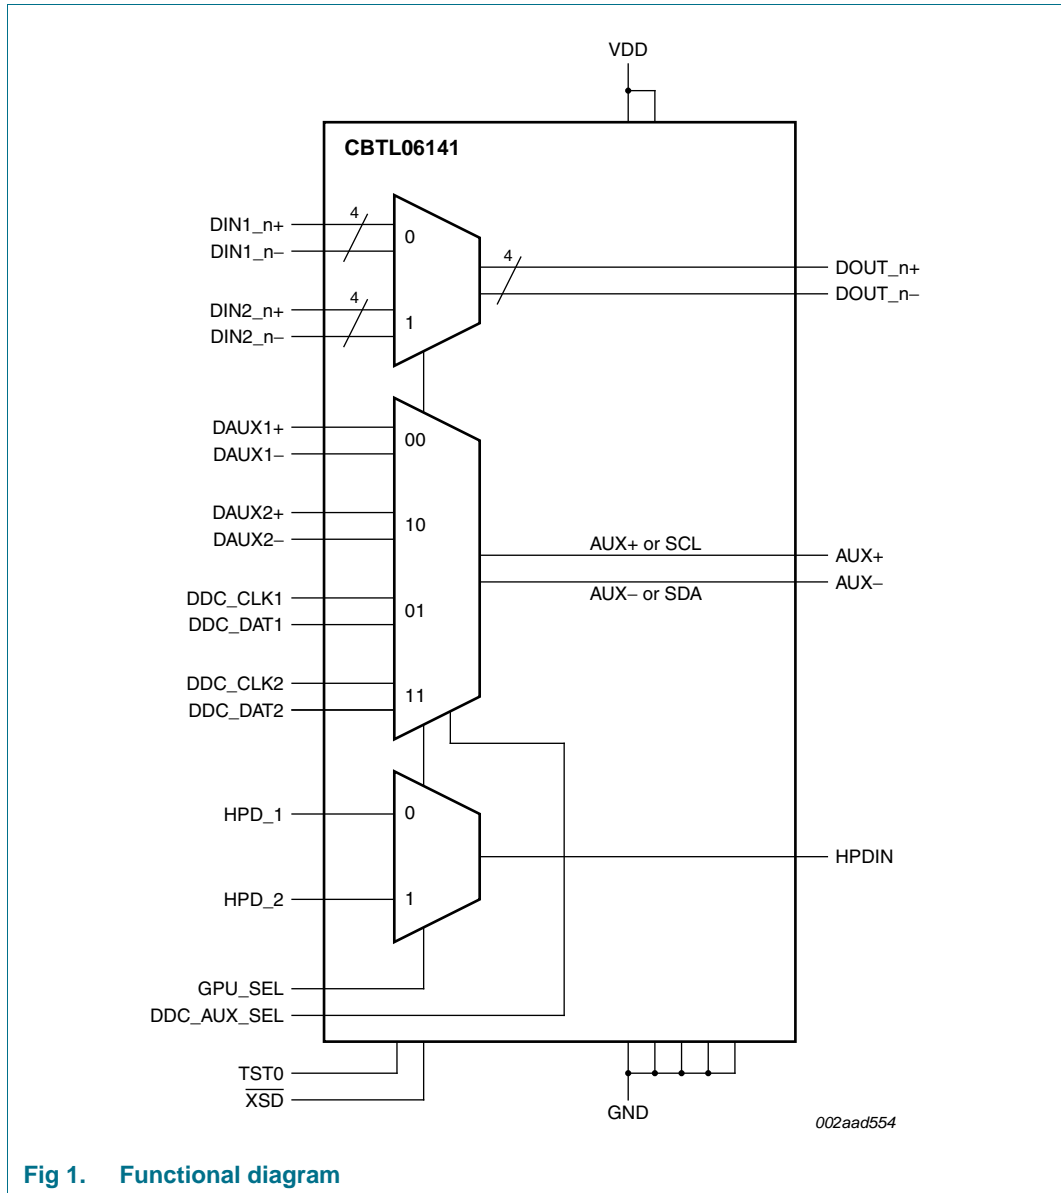 VDD
CBTL06141
DIN1_n+
DIN1_n−
4
0
DIN2_n+
DIN2_n−
4
1
4
DOUT_n+
DOUT_n−
DAUX1+
DAUX1−
00
DAUX2+
DAUX2−
10
DDC_CLK1
DDC_DAT1
01
DDC_CLK2
DDC_DAT2
11
AUX+ or SCL
AUX− or SDA
AUX+
AUX−
HPD_1
0
HPD_2
1
HPDIN
GPU_SEL
DDC_AUX_SEL
TST0
XSD
GND
002aad554
Fig 1. Functional diagram